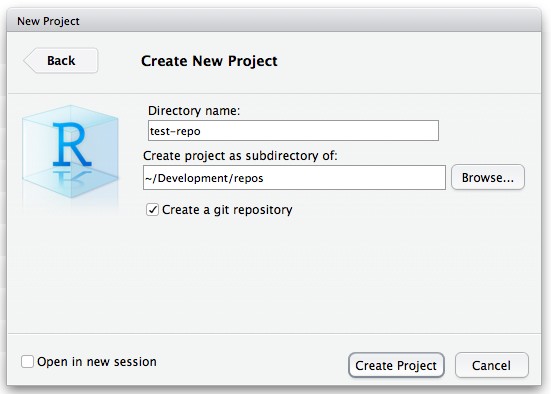 New Project
Back
Create New Project
R
Directory name:
test-repo
Create project as subdirectory of:
~/Development/repos
Browse...
Create a git repository
Open in new session
Create Project
Cancel